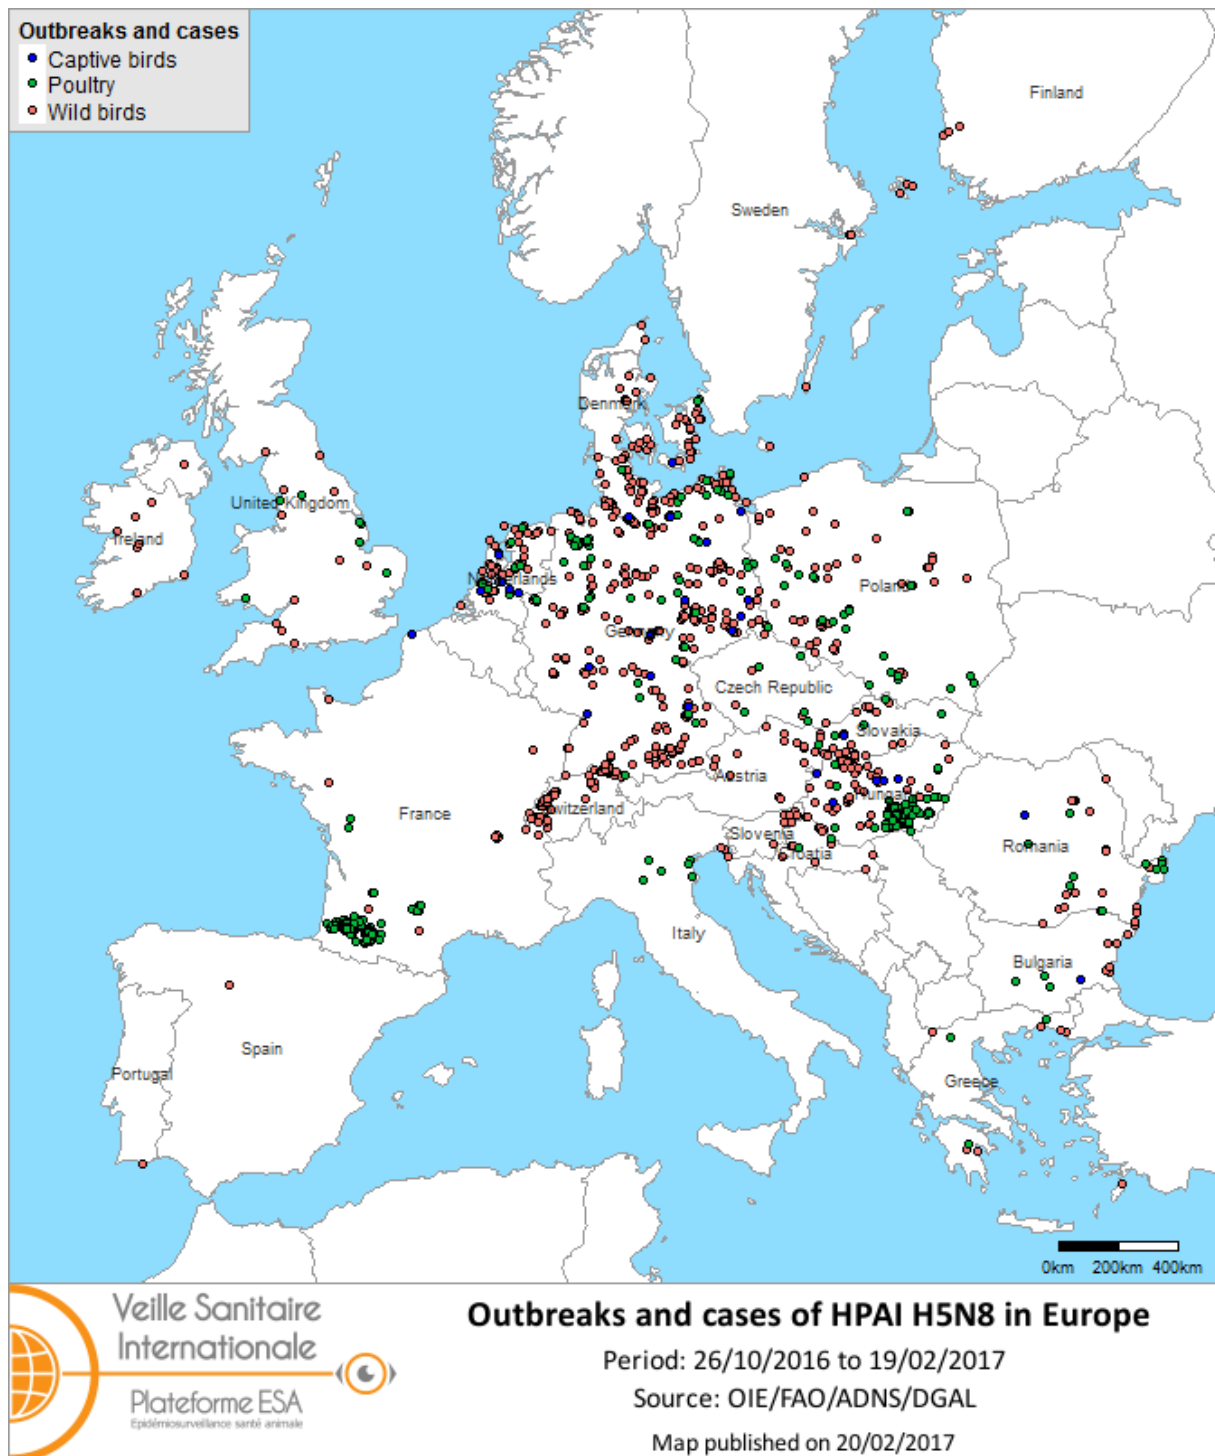 Outbreaks and cases
Captive birds
Poultry
Wild birds
Finland
Sweden
Denmark
United Kingdom
Ireland
Netherlands
Poland
Germany
Czech Republic
Slovakia
Austria
Hungary
France
Switzerland
Slovenia
Croatia
Romania
Italy
Bulgaria
Spain
Portugal
Greece
0km 200km 400km
Veille Sanitaire
Internationale
Plateforme ESA
Epidémiosurveillance santé animale
Outbreaks and cases of HPAI H5N8 in Europe
Period: 26/10/2016 to 19/02/2017
Source: OIE/FAO/ADNS/DGAL
Map published on 20/02/2017